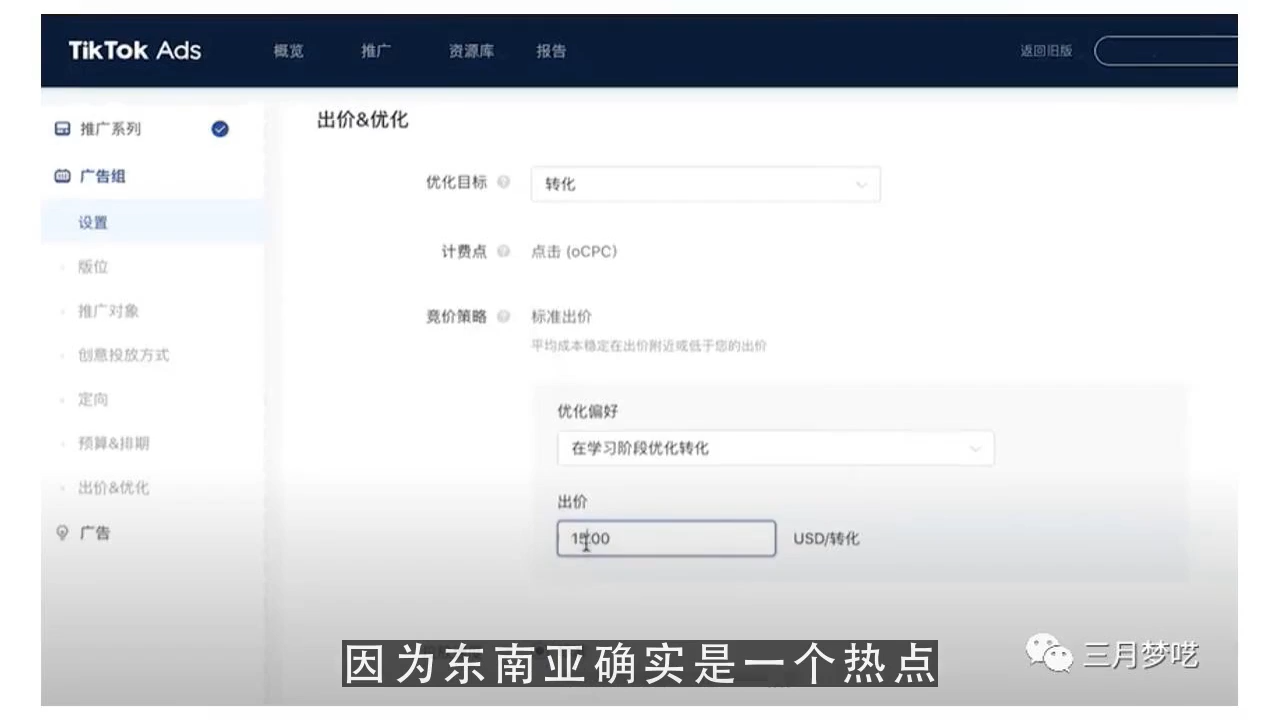 TikTok Ads 概览 推广 资源库 报告 返回旧版
推广系列
广告组
设置
版位
推广对象
创意投放方式
定向
预算&排期
出价&优化
广告
出价&优化
优化目标 转化
计费点 点击 (oCPC)
竞价策略 标准出价
平均成本稳定在出价附近或低于您的出价
优化偏好
在学习阶段优化转化
出价
USD/转化
因为东南亚确实是一个热点
三月梦呓